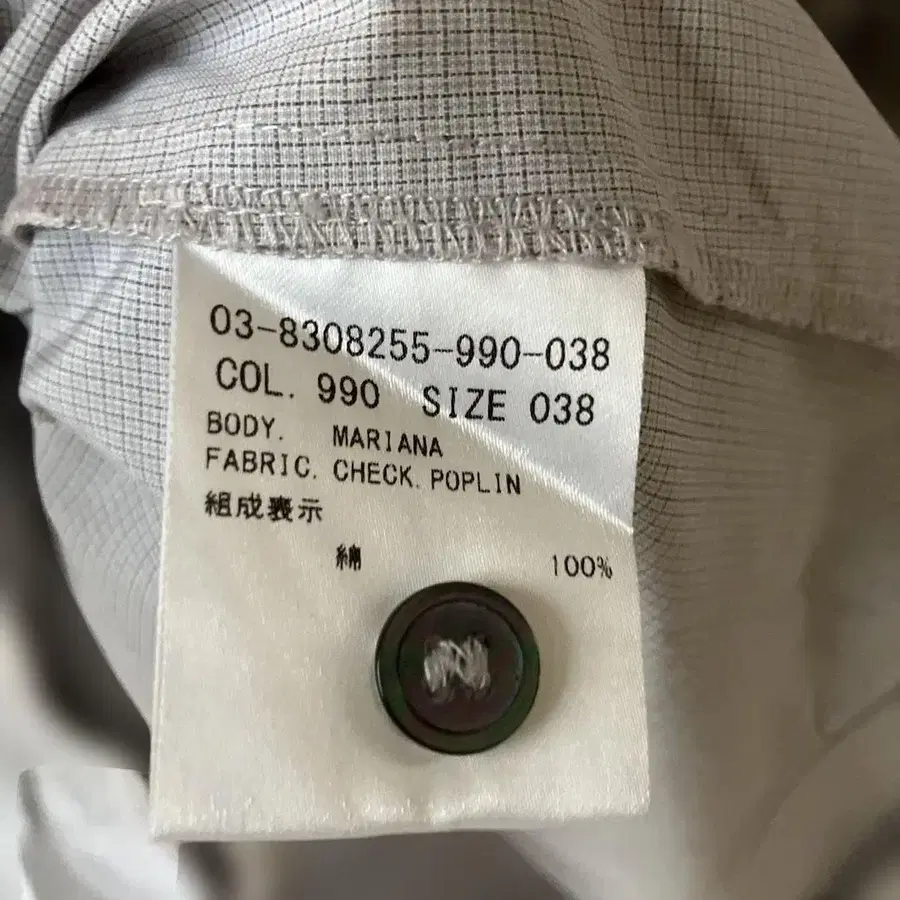 03-8308255-990-038
COL. 990 SIZE 038
BODY. MARIANA
FABRIC. CHECK. POPLIN
組成表示
綿 100%